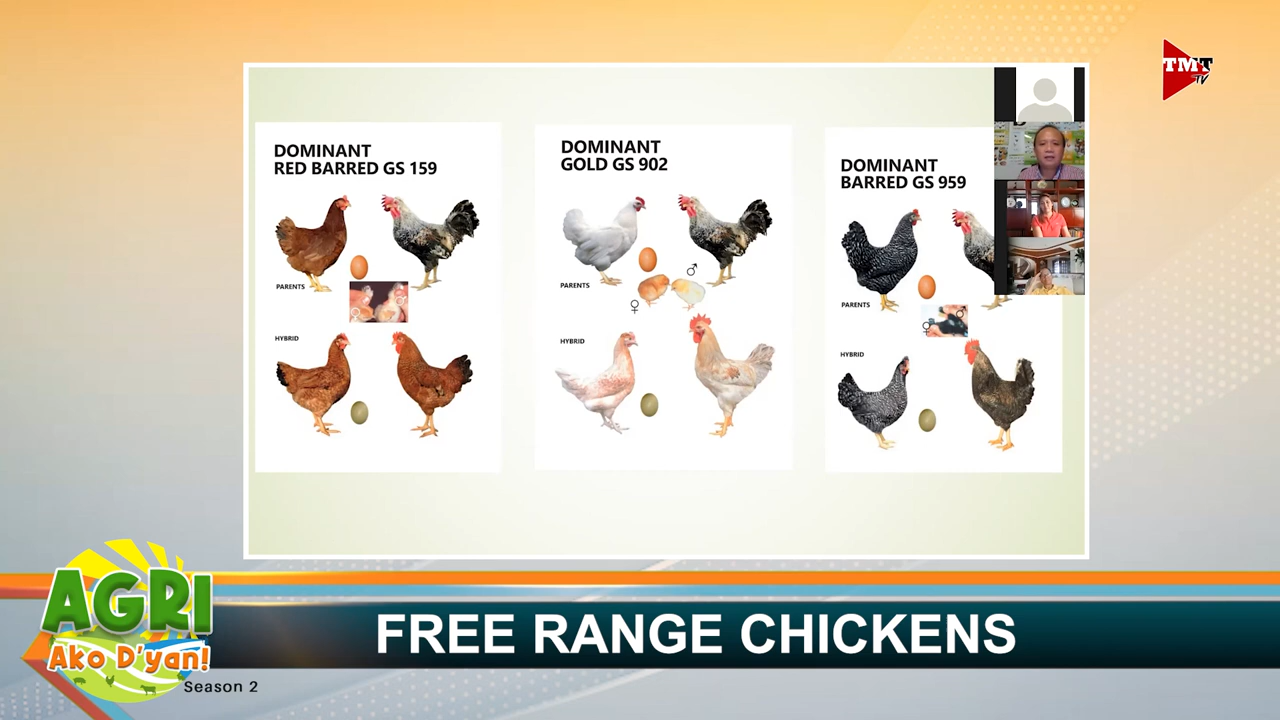 TMT
TV
DOMINANT
RED BARRED GS 159
PARENTS
HYBRID
DOMINANT
GOLD GS 902
PARENTS
♂
♀
HYBRID
DOMINANT
BARRED GS 959
PARENTS
♀
♂
HYBRID
AGRI
Ako D'yan!
Season 2
FREE RANGE CHICKENS